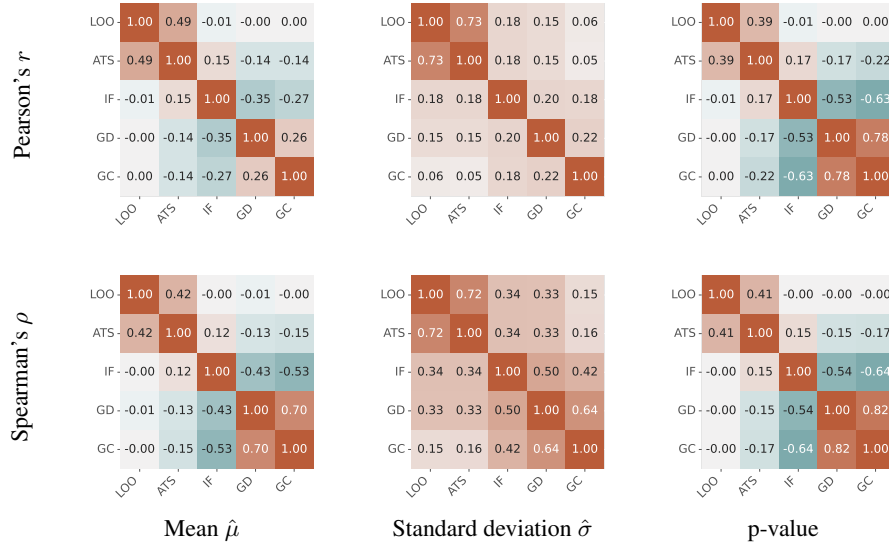 Pearson's r
LOO 1.00 0.49 -0.01 -0.00 0.00
ATS 0.49 1.00 0.15 -0.14 -0.14
IF -0.01 0.15 1.00 -0.35 -0.27
GD -0.00 -0.14 -0.35 1.00 0.26
GC 0.00 -0.14 -0.27 0.26 1.00
LOO ATS IF GD GC
1.00 0.73 0.18 0.15 0.06
0.73 1.00 0.18 0.15 0.05
0.18 0.18 1.00 0.20 0.18
0.15 0.15 0.20 1.00 0.22
0.06 0.05 0.18 0.22 1.00
LOO ATS IF GD GC
LOO
ATS
IF
GD
GC
LOO 1.00 0.39 -0.01 -0.00 -0.00
ATS 0.39 1.00 0.17 -0.17 -0.22
IF -0.01 0.17 1.00 -0.53 -0.63
GD -0.00 -0.17 -0.53 1.00 0.78
GC -0.00 -0.22 -0.63 0.78 1.00
LOO ATS IF GD GC
Spearman's ρ
LOO 1.00 0.42 -0.00 -0.01 -0.00
ATS 0.42 1.00 0.12 -0.13 -0.15
IF -0.00 0.12 1.00 -0.43 -0.53
GD -0.01 -0.13 -0.43 1.00 0.70
GC -0.00 -0.15 -0.53 0.70 1.00
LOO ATS IF GD GC
Mean μ̂
LOO 1.00 0.72 0.34 0.33 0.15
ATS 0.72 1.00 0.34 0.33 0.16
IF 0.34 0.34 1.00 0.50 0.42
GD 0.33 0.33 0.50 1.00 0.64
GC 0.15 0.16 0.42 0.64 1.00
LOO ATS IF GD GC
Standard deviation σ̂
LOO 1.00 0.41 -0.00 -0.00 -0.00
ATS 0.41 1.00 0.15 -0.15 -0.17
IF -0.00 0.15 1.00 -0.54 -0.64
GD -0.00 -0.15 -0.54 1.00 0.82
GC -0.00 -0.17 -0.64 0.82 1.00
LOO ATS IF GD GC
p-value